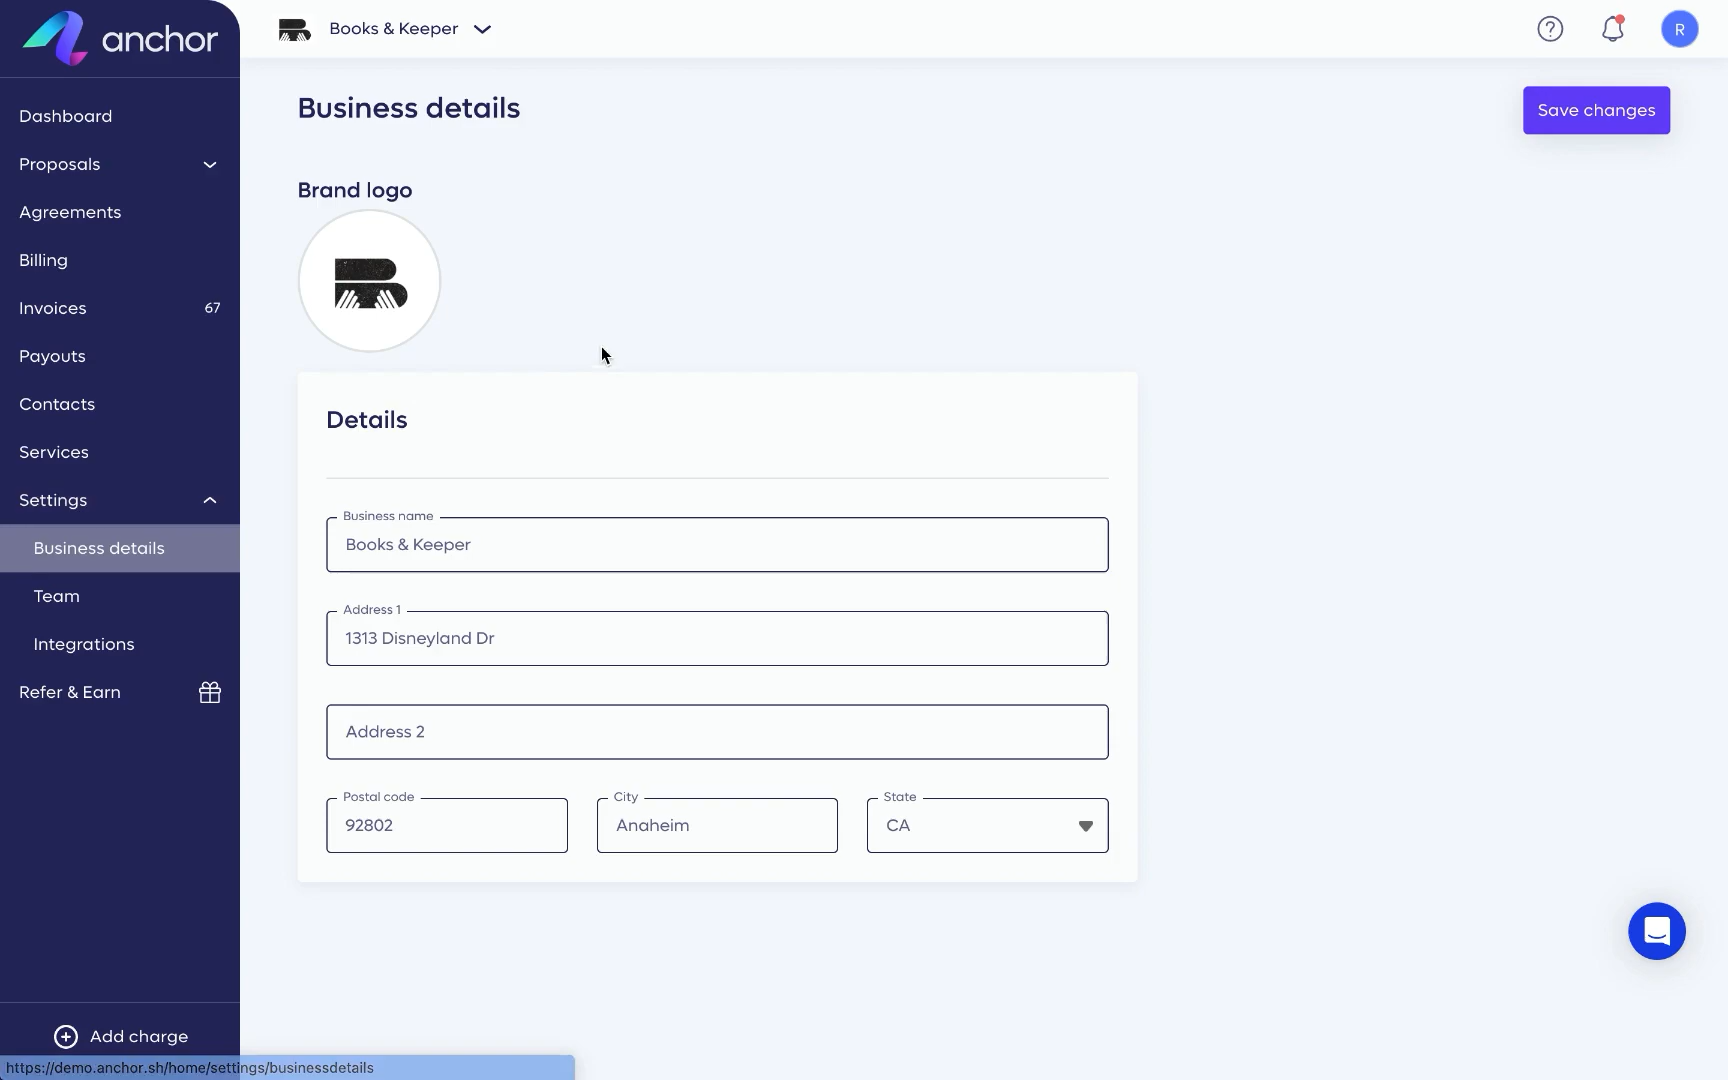 anchor
Books & Keeper
R
Dashboard
Proposals
Agreements
Billing
Invoices 67
Payouts
Contacts
Services
Settings
Business details
Team
Integrations
Refer & Earn
Add charge
https://demo.anchor.sh/home/settings/businessdetails
Business details
Save changes
Brand logo
Details
Business name
Books & Keeper
Address 1
1313 Disneyland Dr
Address 2
Postal code
92802
City
Anaheim
State
CA